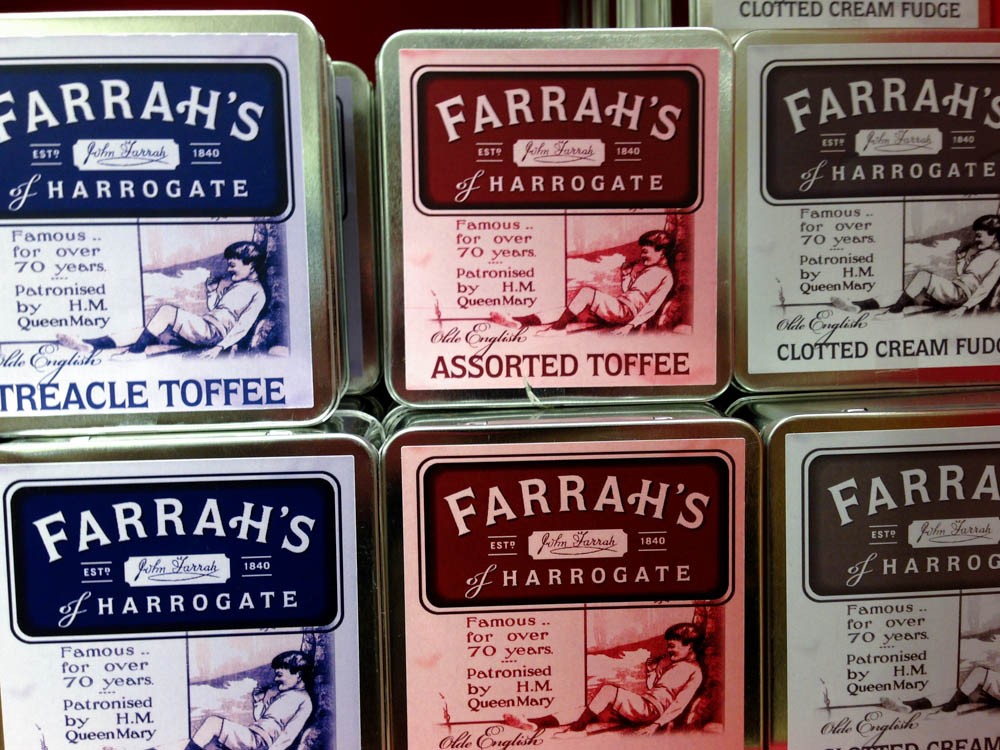 CLOTTED CREAM FUDGE
FARRAH'S
ESTD John Farrah 1840
of HARROGATE
Famous ..
for over
70 years.
Patronised
by H.M.
Queen Mary
Olde English
TREACLE TOFFEE
FARRAH'S
ESTD John Farrah 1840
of HARROGATE
Famous ..
for over
70 years.
Patronised
by H.M.
Queen Mary
Olde English
ASSORTED TOFFEE
FARRAH'S
ESTD John Farrah 1840
of HARROGATE
Famous ..
for over
70 years.
Patronised
by H.M.
Queen Mary
Olde English
CLOTTED CREAM FUDG
FARRAH'S
ESTD John Farrah 1840
of HARROGATE
Famous ..
for over
70 years.
Patronised
by H.M.
Queen Mary
FARRAH'S
ESTD John Farrah 1840
of HARROGATE
Famous ..
for over
70 years.
Patronised
by H.M.
Queen Mary
Olde English
FARRA
ESTD John Farrah
of HARROGA
Famous ..
for over
70 years.
Patronised
by H.M.
Queen Mary
Olde English